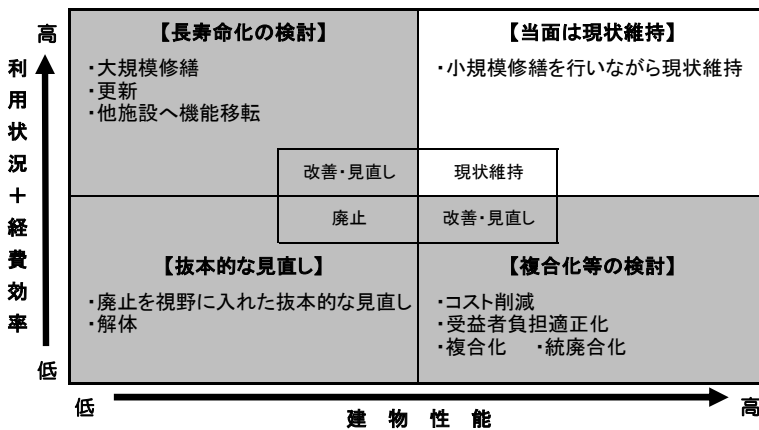 高
利用状況＋経費効率
低
【長寿命化の検討】
・大規模修繕
・更新
・他施設へ機能移転
【当面は現状維持】
・小規模修繕を行いながら現状維持
改善・見直し
現状維持
廃止
改善・見直し
【抜本的な見直し】
・廃止を視野に入れた抜本的な見直し
・解体
【複合化等の検討】
・コスト削減
・受益者負担適正化
・複合化　・統廃合化
低
建物性能
高